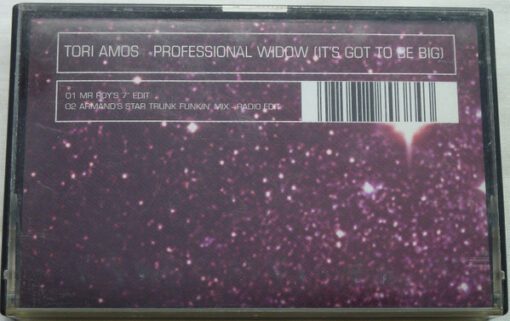 TORI AMOS PROFESSIONAL WIDOW (IT'S GOT TO BE BIG)
01 MR ROY'S 7" EDIT
02 ARMAND'S STAR TRUNK FUNKIN' MIX - RADIO EDIT